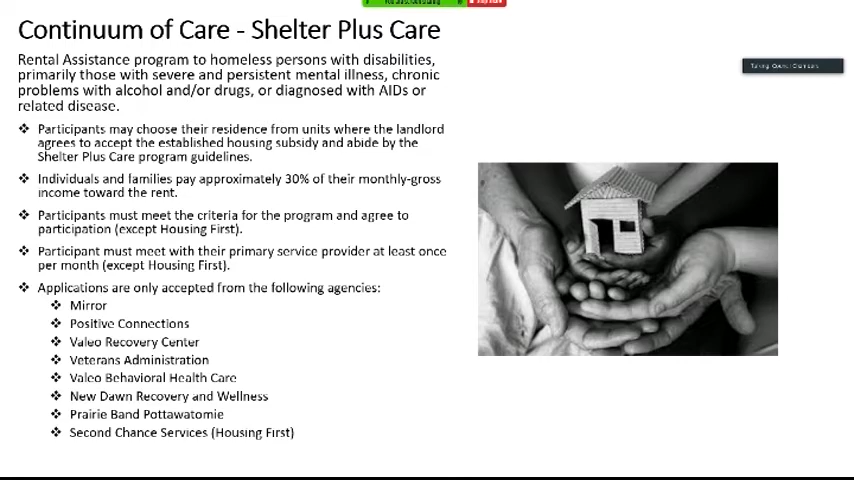 Continuum of Care - Shelter Plus Care
Rental Assistance program to homeless persons with disabilities,
primarily those with severe and persistent mental illness, chronic
problems with alcohol and/or drugs, or diagnosed with AIDs or
related disease.
❖ Participants may choose their residence from units where the landlord
agrees to accept the established housing subsidy and abide by the
Shelter Plus Care program guidelines.
❖ Individuals and families pay approximately 30% of their monthly-gross
income toward the rent.
❖ Participants must meet the criteria for the program and agree to
participation (except Housing First).
❖ Participant must meet with their primary service provider at least once
per month (except Housing First).
❖ Applications are only accepted from the following agencies:
❖ Mirror
❖ Positive Connections
❖ Valeo Recovery Center
❖ Veterans Administration
❖ Valeo Behavioral Health Care
❖ New Dawn Recovery and Wellness
❖ Prairie Band Pottawatomie
❖ Second Chance Services (Housing First)
Talking: Council Chambers